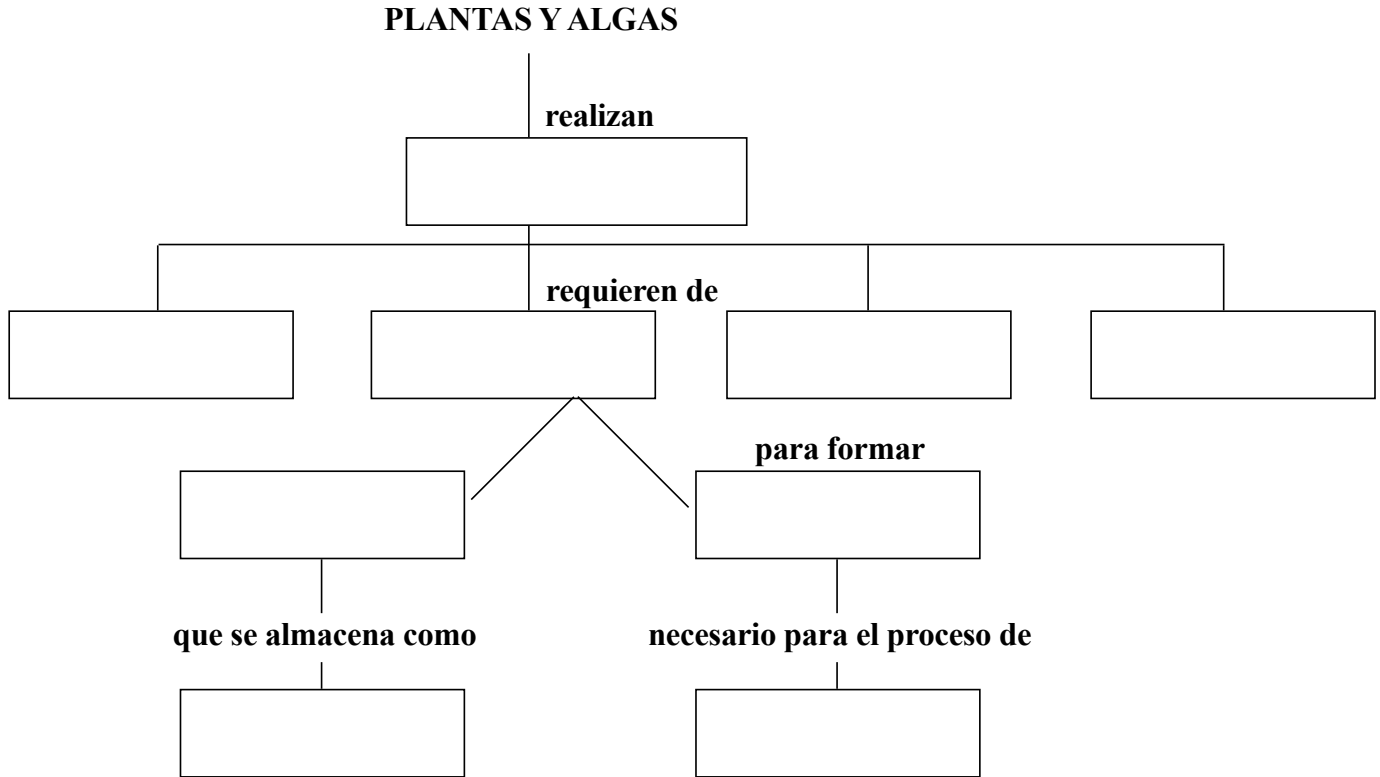 PLANTAS Y ALGAS
realizan
requieren de
para formar
que se almacena como
necesario para el proceso de